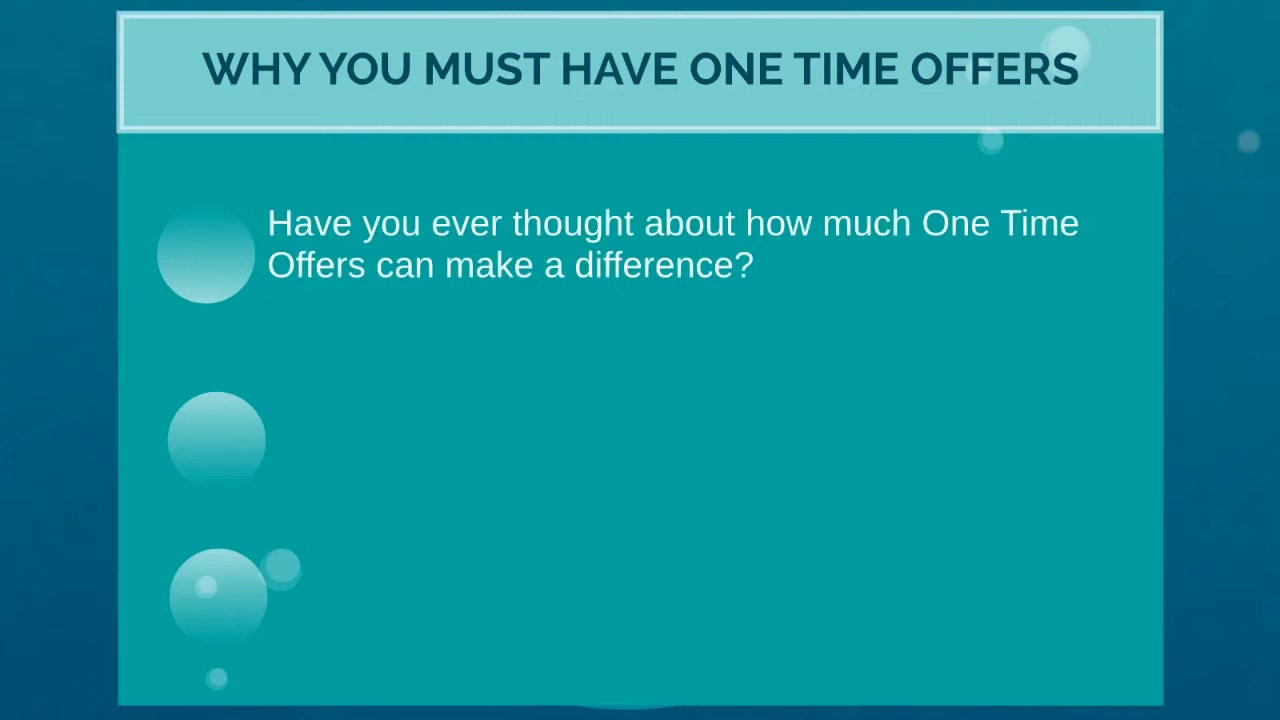 WHY YOU MUST HAVE ONE TIME OFFERS
Have you ever thought about how much One Time
Offers can make a difference?